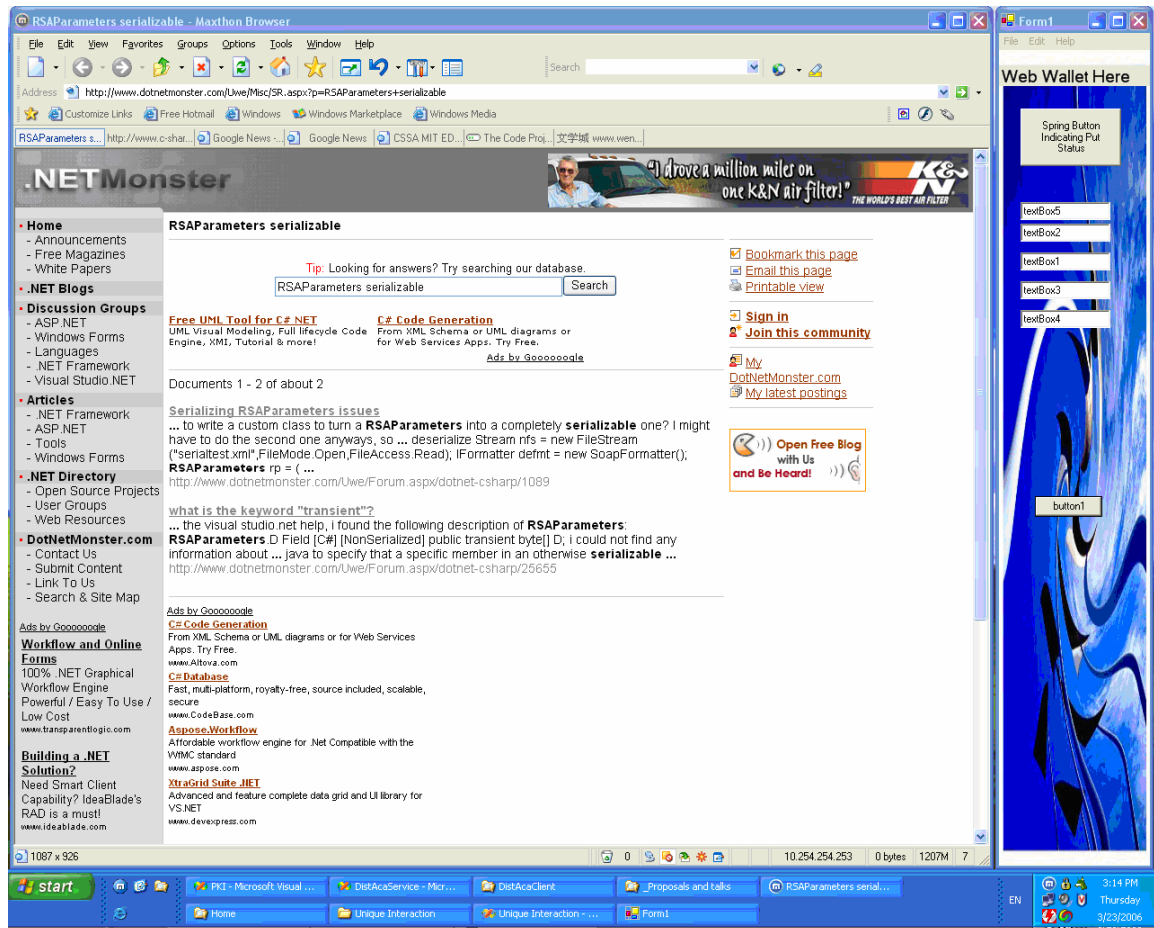 RSAParameters serializable - Maxthon Browser
File Edit View Favorites Groups Options Tools Window Help
Search
Address http://www.dotnetmonster.com/Uwe/Misc/SR.aspx?p=RSAParameters+serializable
Customize Links Free Hotmail Windows Windows Marketplace Windows Media
RSAParameters s... http://www.c-shar... Google News -... Google News CSSA MIT ED... The Code Proj... 文学城 www.wen...
.NETMonster
"I drove a million miles on
one K&N air filter!"
K&N
THE WORLD'S BEST AIR FILTER
Home
- Announcements
- Free Magazines
- White Papers
.NET Blogs
Discussion Groups
- ASP.NET
- Windows Forms
- Languages
- .NET Framework
- Visual Studio.NET
Articles
- .NET Framework
- ASP.NET
- Tools
- Windows Forms
.NET Directory
- Open Source Projects
- User Groups
- Web Resources
DotNetMonster.com
- Contact Us
- Submit Content
- Link To Us
- Search & Site Map
Ads by Goooooogle
Workflow and Online
Forms
100% .NET Graphical
Workflow Engine
Powerful / Easy To Use /
Low Cost
www.transparentlogic.com
Building a .NET
Solution?
Need Smart Client
Capability? IdeaBlade's
RAD is a must!
www.ideablade.com
RSAParameters serializable
Tip: Looking for answers? Try searching our database.
RSAParameters serializable Search
Free UML Tool for C# NET
UML Visual Modeling, Full lifecycle Code
Engine, XMI, Tutorial & more!
C# Code Generation
From XML Schema or UML diagrams or
for Web Services Apps. Try Free.
Ads by Goooooogle
Documents 1 - 2 of about 2
Serializing RSAParameters issues
... to write a custom class to turn a RSAParameters into a completely serializable one? I might
have to do the second one anyways, so ... deserialize Stream nfs = new FileStream
("serialtest.xml",FileMode.Open,FileAccess.Read); IFormatter defmt = new SoapFormatter();
RSAParameters rp = ( ...
http://www.dotnetmonster.com/Uwe/Forum.aspx/dotnet-csharp/1089
what is the keyword "transient"?
... the visual studio.net help, i found the following description of RSAParameters:
RSAParameters.D Field [C#] [NonSerialized] public transient byte[] D; i could not find any
information about ... java to specify that a specific member in an otherwise serializable ...
http://www.dotnetmonster.com/Uwe/Forum.aspx/dotnet-csharp/25655
Ads by Goooooogle
C# Code Generation
From XML Schema or UML diagrams or for Web Services
Apps. Try Free.
www.Altova.com
C# Database
Fast, multi-platform, royalty-free, source included, scalable,
secure
www.CodeBase.com
Aspose.Workflow
Affordable workflow engine for .Net Compatible with the
WfMC standard
www.aspose.com
XtraGrid Suite .NET
Advanced and feature complete data grid and UI library for
VS.NET
www.devexpress.com
Bookmark this page
Email this page
Printable view
Sign in
Join this community
My
DotNetMonster.com
My latest postings
Open Free Blog
with Us
and Be Heard!
1087 x 926 0 10.254.254.253 0 bytes 1207M 7
Form1
File Edit Help
Web Wallet Here
Spring Button
Indicating Put
Status
textBox5
textBox2
textBox1
textBox3
textBox4
button1
start
PKI - Microsoft Visual ... DistAcaService - Micr... DistAcaClient _Proposals and talks RSAParameters serial...
Home Unique Interaction Unique Interaction - ... Form1
EN
3:14 PM
Thursday
3/23/2006